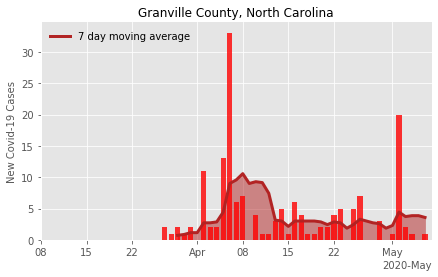 Granville County, North Carolina
7 day moving average
New Covid-19 Cases
30
25
20
15
10
5
0
08 15 22 Apr 08 15 22 May
2020-May